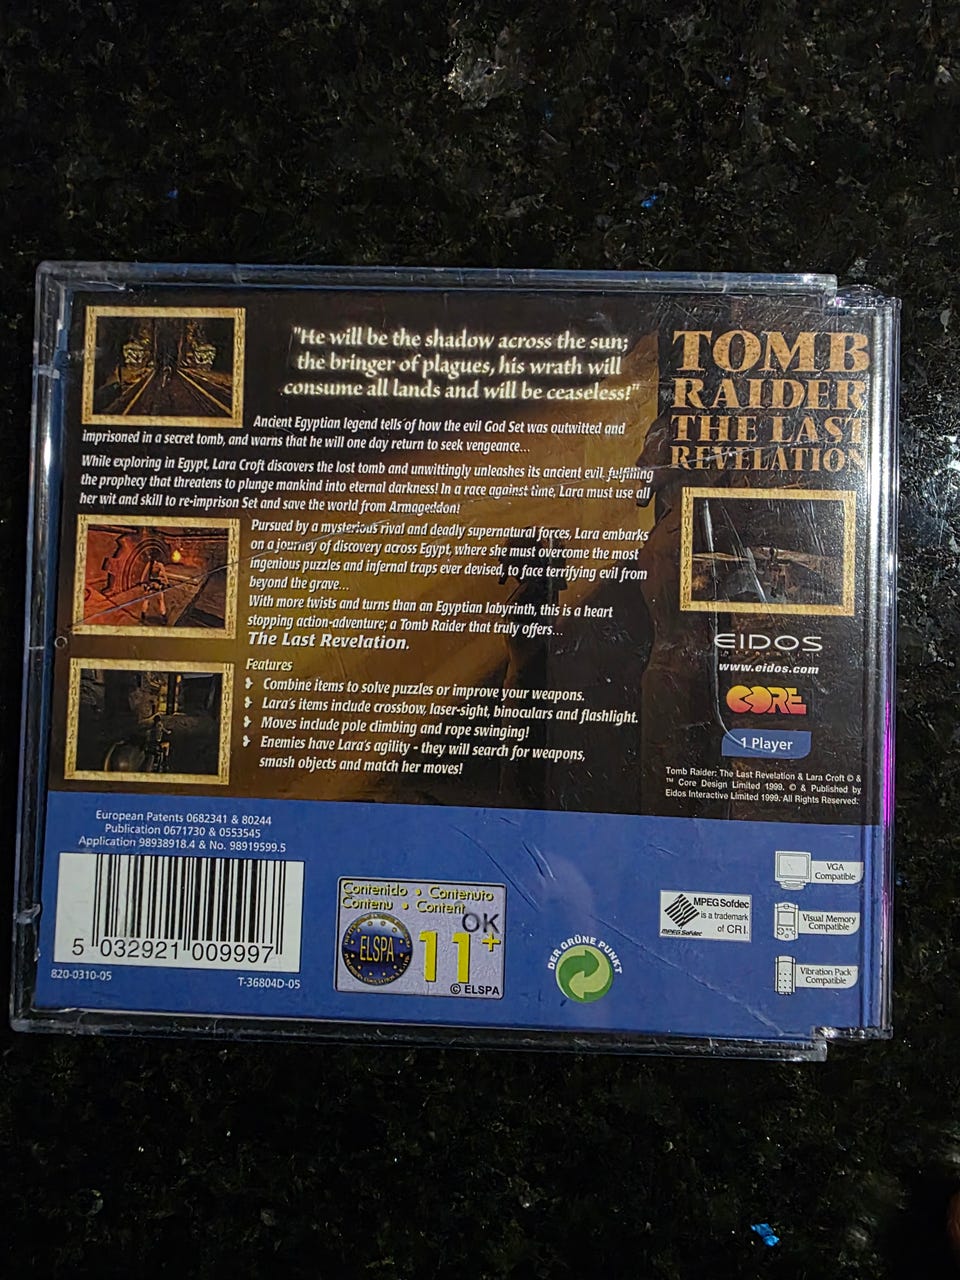 "He will be the shadow across the sun;
the bringer of plagues, his wrath will
consume all lands and will be ceaseless!"
Ancient Egyptian legend tells of how the evil God Set was outwitted and
imprisoned in a secret tomb, and warns that he will one day return to seek vengeance...
While exploring in Egypt, Lara Croft discovers the lost tomb and unwittingly unleashes its ancient evil, fulfilling
the prophecy that threatens to plunge mankind into eternal darkness! In a race against time, Lara must use all
her wit and skill to re-imprison Set and save the world from Armageddon!
Pursued by a mysterious rival and deadly supernatural forces, Lara embarks
on a journey of discovery across Egypt, where she must overcome the most
ingenious puzzles and infernal traps ever devised, to face terrifying evil from
beyond the grave...
With more twists and turns than an Egyptian labyrinth, this is a heart
stopping action-adventure; a Tomb Raider that truly offers...
The Last Revelation.
Features
Combine items to solve puzzles or improve your weapons.
Lara's items include crossbow, laser-sight, binoculars and flashlight.
Moves include pole climbing and rope swinging!
Enemies have Lara's agility - they will search for weapons,
smash objects and match her moves!
TOMB
RAIDER
THE LAST
REVELATION
EIDOS
www.eidos.com
CORE
1 Player
Tomb Raider: The Last Revelation & Lara Croft © &
™ Core Design Limited 1999. © & Published by
Eidos Interactive Limited 1999. All Rights Reserved.
European Patents 0682341 & 80244
Publication 0671730 & 0553545
Application 98938918.4 & No. 98919599.5
5 032921 009997
820-0310-05
T-36804D-05
Contenido • Contenuto
Contenu • Content
OK
ELSPA
11+
© ELSPA
DER GRÜNE PUNKT
MPEG Sofdec
MPEG Sofdec
is a trademark
of CRI.
VGA
Compatible
Visual Memory
Compatible
Vibration Pack
Compatible